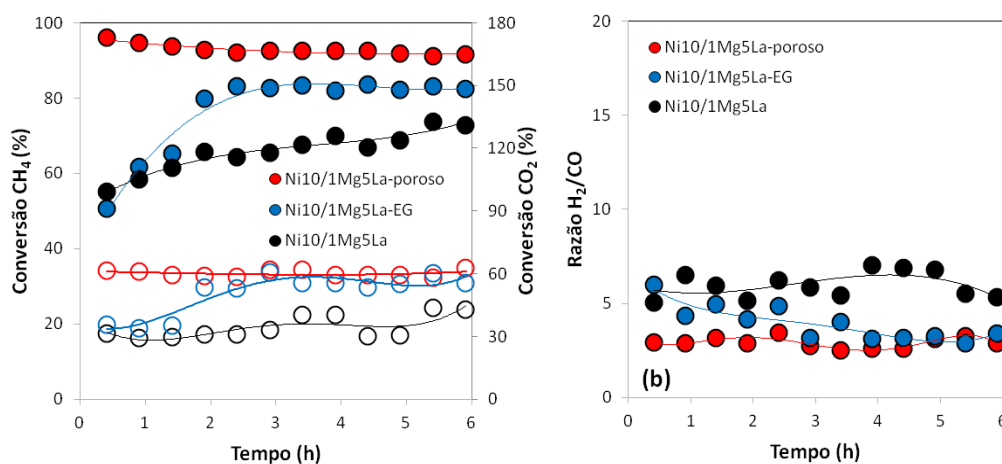 100
80
60
40
20
0
Conversão CH4 (%)
180
150
120
90
60
30
0
Conversão CO2 (%)
Ni10/1Mg5La-poroso
Ni10/1Mg5La-EG
Ni10/1Mg5La
0 1 2 3 4 5 6
Tempo (h)
20
15
10
5
0
Razão H2/CO
Ni10/1Mg5La-poroso
Ni10/1Mg5La-EG
Ni10/1Mg5La
(b)
0 1 2 3 4 5 6
Tempo (h)